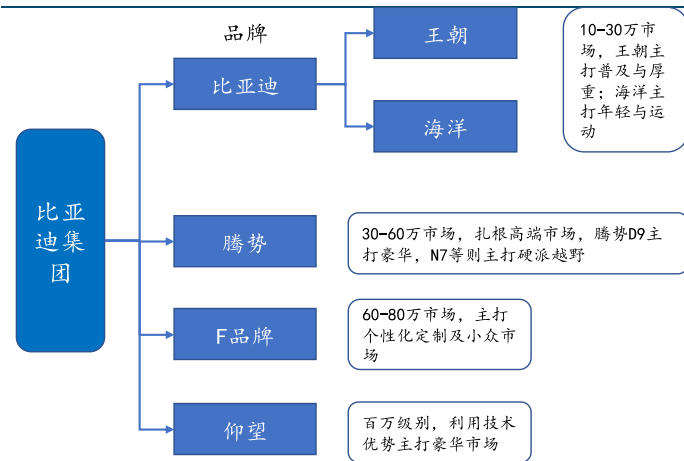 品牌
比亚
迪集
团
比亚迪
王朝
海洋
10-30万市
场，王朝主
打普及与厚
重；海洋主
打年轻与运
动
腾势
30-60万市场，扎根高端市场，腾势D9主
打豪华，N7等则主打硬派越野
F品牌
60-80万市场，主打
个性化定制及小众市
场
仰望
百万级别，利用技术
优势主打豪华市场